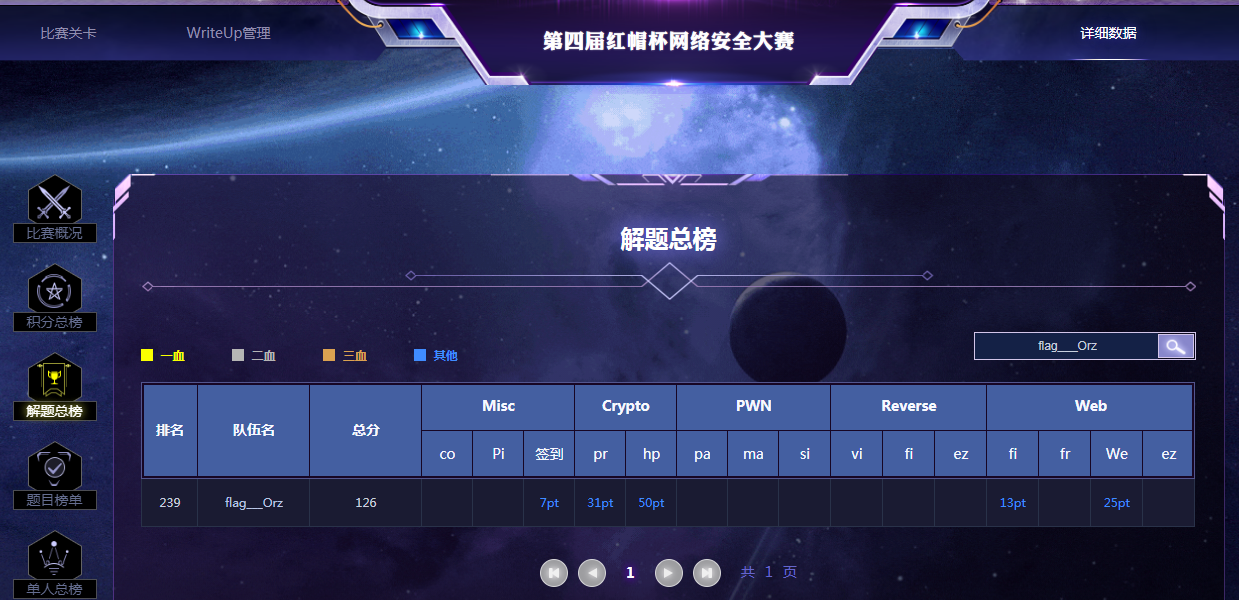 比赛关卡 WriteUp管理 第四届红帽杯网络安全大赛 详细数据
解题总榜
比赛概况
积分总榜
解题总榜
题目榜单
单人总榜
一血 二血 三血 其他 flag___Orz
排名 队伍名 总分 Misc Crypto PWN Reverse Web
co Pi 签到 pr hp pa ma si vi fi ez fi fr We ez
239 flag___Orz 126 7pt 31pt 50pt 13pt 25pt
1 共 1 页